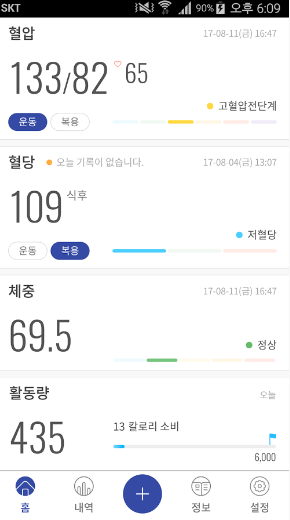 SKT 90% 오후 6:09
혈압 17-08-11(금) 16:47
133/82 65
고혈압전단계
운동 복용
혈당 오늘 기록이 없습니다. 17-08-04(금) 13:07
109 식후
저혈당
운동 복용
체중 17-08-11(금) 16:47
69.5
정상
활동량 오늘
435 13 칼로리 소비
6,000
홈 내역 정보 설정